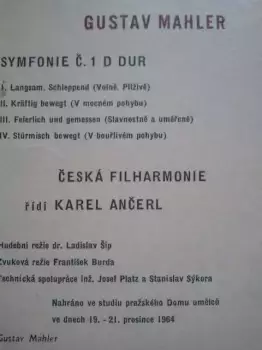 GUSTAV MAHLER
SYMFONIE Č. 1 D DUR
I. Langsam. Schleppend (Volně. Plíživě)
II. Kräftig bewegt (V mocném pohybu)
III. Feierlich und gemessen (Slavnostně a uměřeně)
IV. Stürmisch bewegt (V bouřlivém pohybu)
ČESKÁ FILHARMONIE
řídí KAREL ANČERL
Hudební režie dr. Ladislav Šíp
Zvuková režie František Burda
Technická spolupráce inž. Josef Platz a Stanislav Sýkora
Nahráno ve studiu pražského Domu umělců
ve dnech 19. - 21. prosince 1964
Gustav Mahler